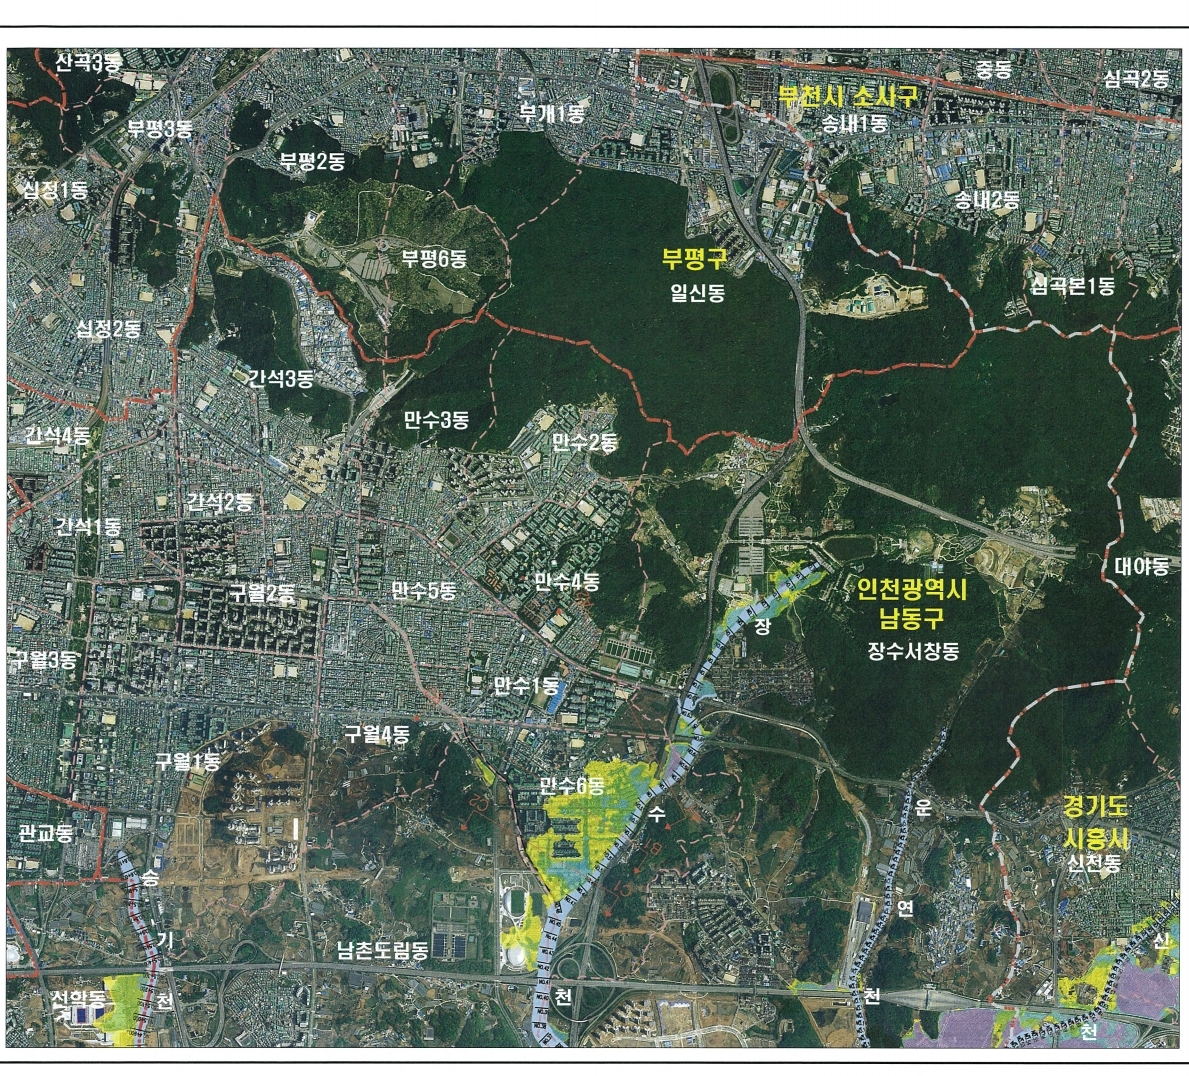 산곡3동
중동
심곡2동
부천시 소사구
송내1동
부개1동
부평3동
부평2동
십정1동
송내2동
부평구
일신동
부평6동
심곡본1동
십정2동
간석3동
만수3동
만수2동
간석4동
간석2동
간석1동
대야동
인천광역시
남동구
장수서창동
만수4동
만수5동
구월2동
장
구월3동
만수1동
구월4동
구월1동
만수6동
수
운
경기도
시흥시
신천동
관교동
승
연
기
신
남촌도림동
선학동
천
천
천
천